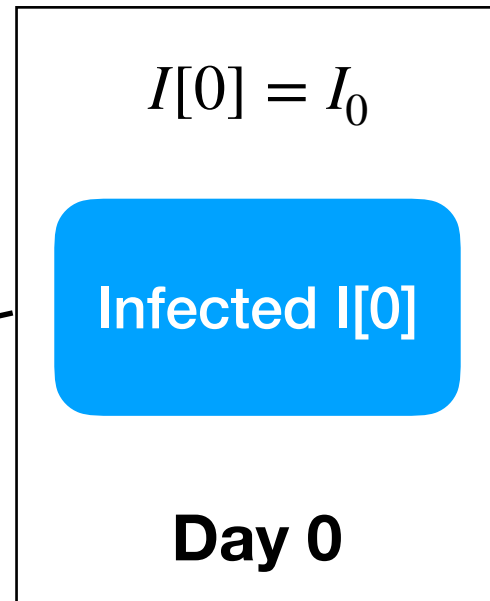 I[0] = I₀
Infected I[0]
Day 0